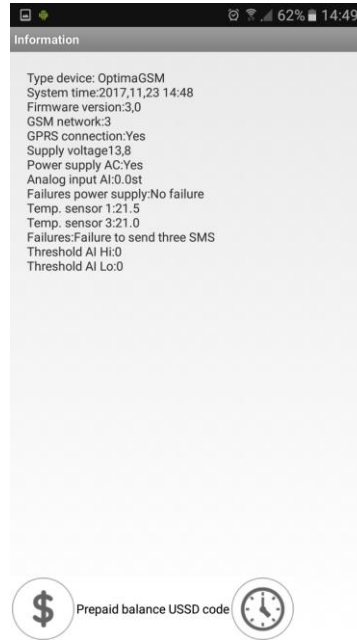 62% 14:49
Information
Type device: OptimaGSM
System time:2017,11,23 14:48
Firmware version:3,0
GSM network:3
GPRS connection:Yes
Supply voltage13,8
Power supply AC:Yes
Analog input AI:0.0st
Failures power supply:No failure
Temp. sensor 1:21.5
Temp. sensor 3:21.0
Failures:Failure to send three SMS
Threshold AI Hi:0
Threshold AI Lo:0
$ Prepaid balance USSD code